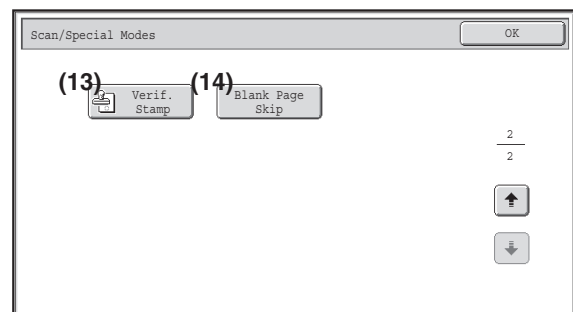 Scan/Special Modes
OK
(13)
Verif.
Stamp
(14)
Blank Page
Skip
2
2